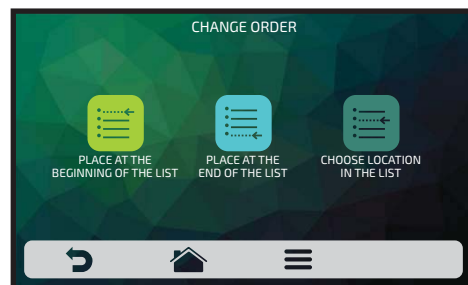 CHANGE ORDER
PLACE AT THE
BEGINNING OF THE LIST
PLACE AT THE
END OF THE LIST
CHOOSE LOCATION
IN THE LIST